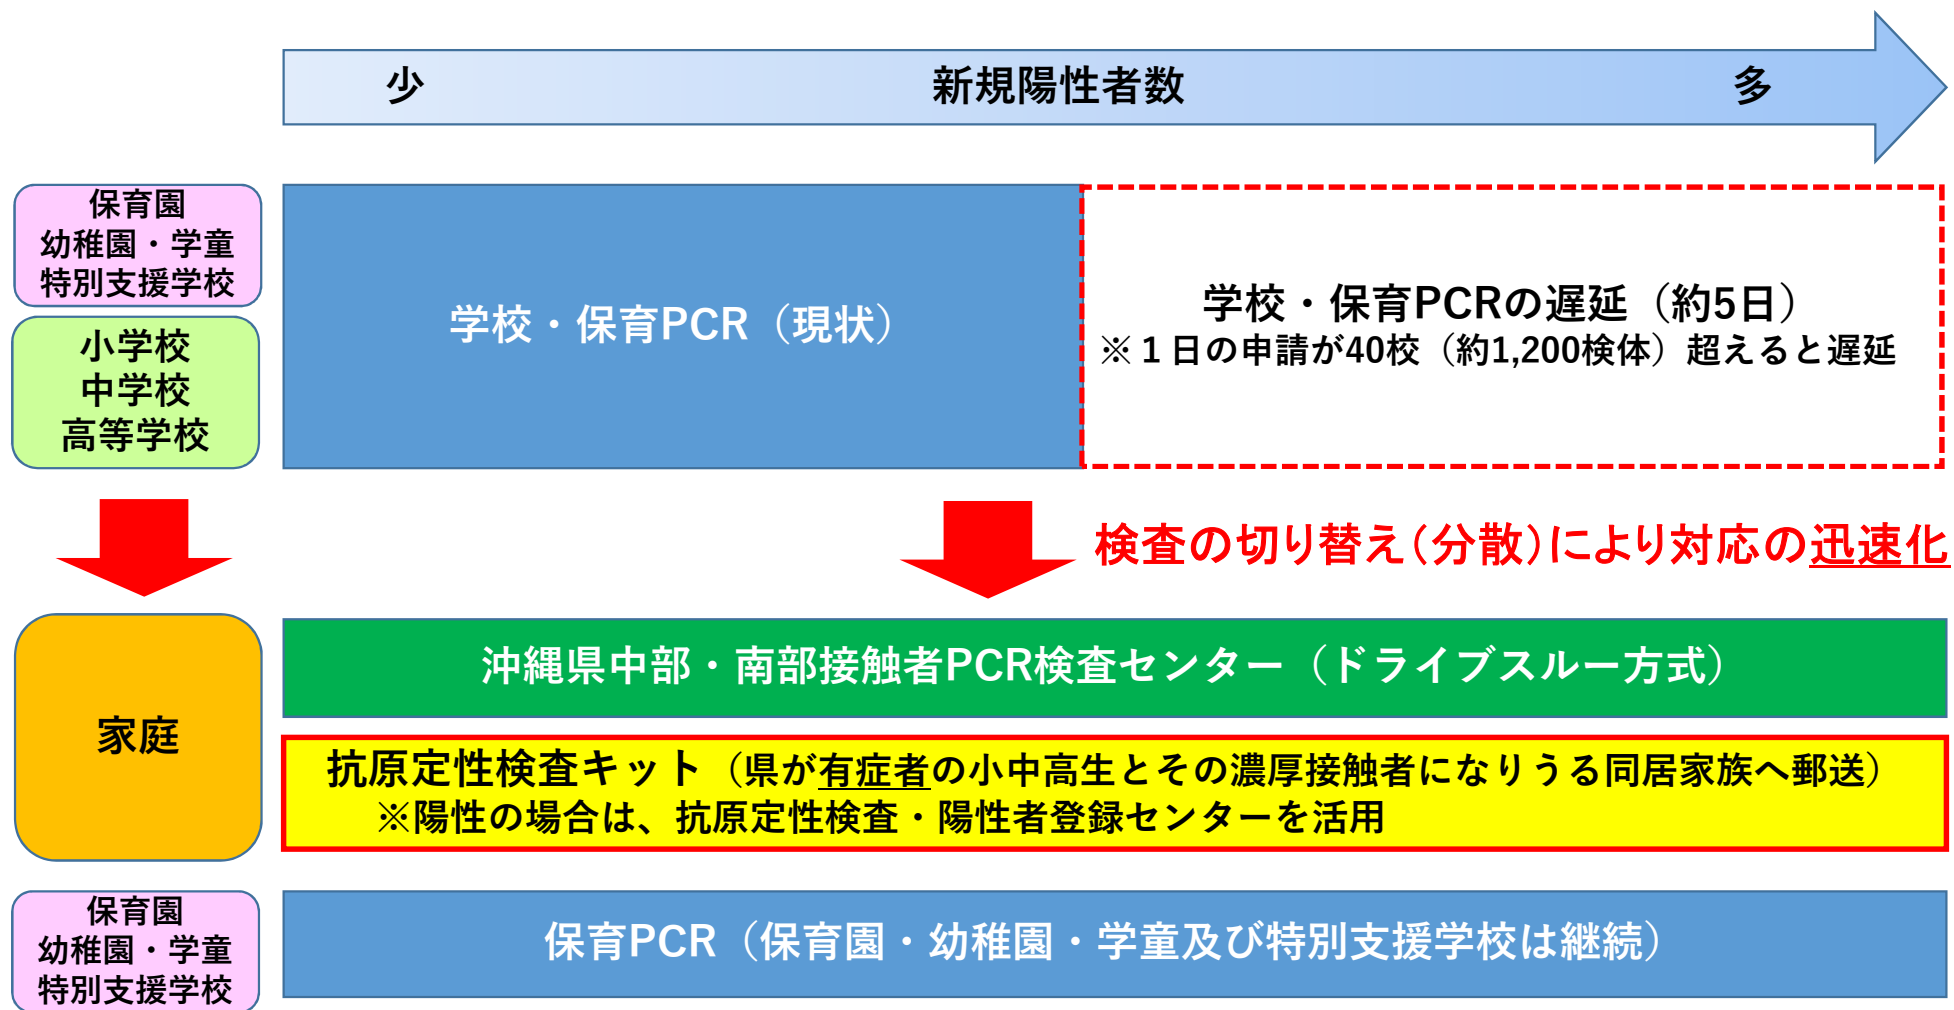 少 新規陽性者数 多
保育園
幼稚園・学童
特別支援学校
小学校
中学校
高等学校
学校・保育PCR（現状）
学校・保育PCRの遅延（約5日）
※１日の申請が40校（約1,200検体）超えると遅延
検査の切り替え（分散）により対応の迅速化
家庭
沖縄県中部・南部接触者PCR検査センター（ドライブスルー方式）
抗原定性検査キット（県が有症者の小中高生とその濃厚接触者になりうる同居家族へ郵送）
※陽性の場合は、抗原定性検査・陽性者登録センターを活用
保育園
幼稚園・学童
特別支援学校
保育PCR（保育園・幼稚園・学童及び特別支援学校は継続）